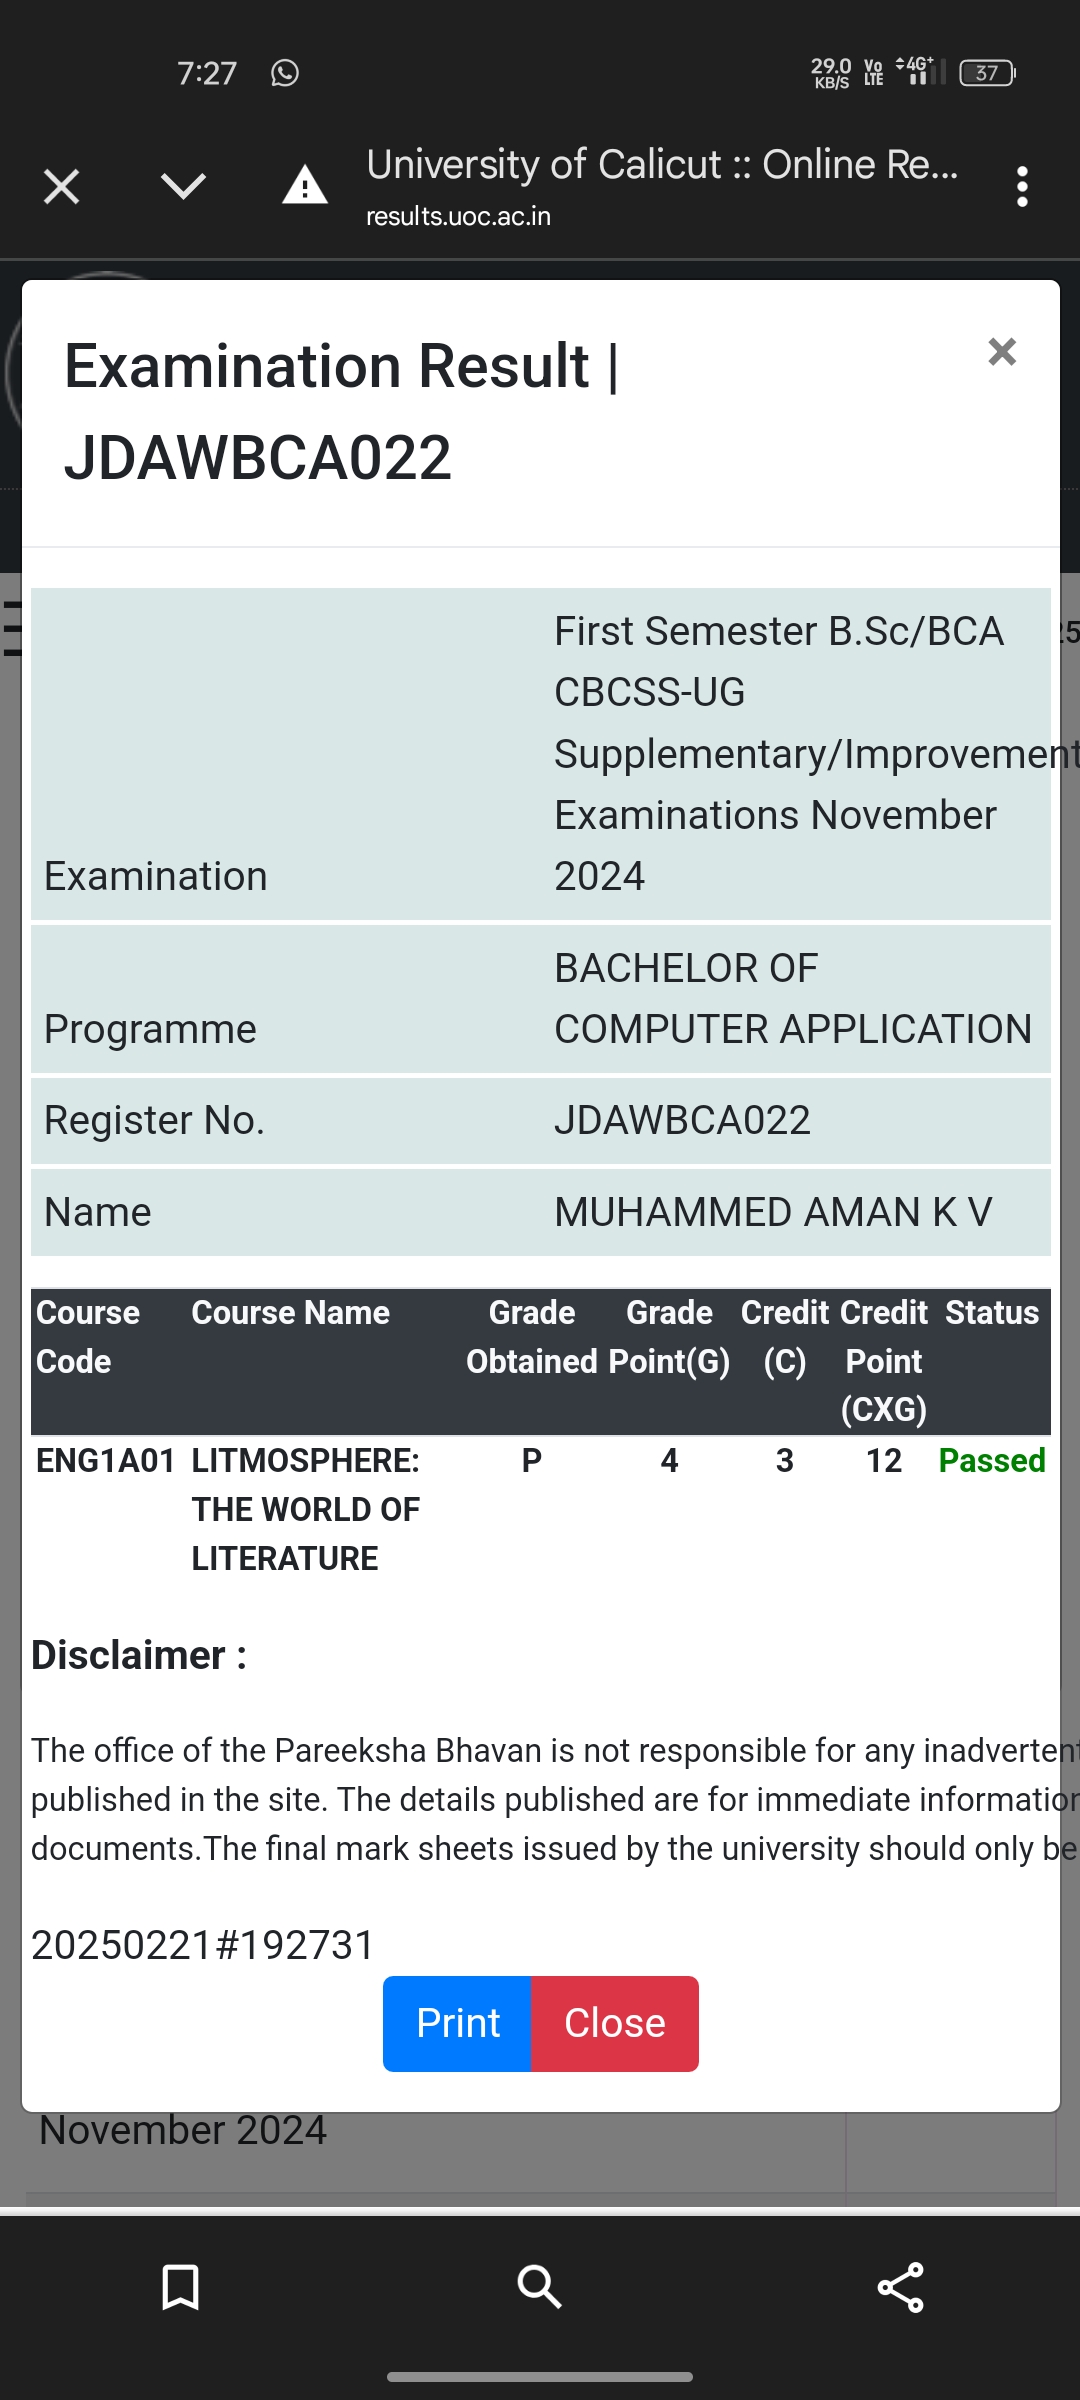 7:27
29.0 KB/S Vo LTE 4G+ 37
University of Calicut :: Online Re...
results.uoc.ac.in
Examination Result |
JDAWBCA022
×
25
First Semester B.Sc/BCA
CBCSS-UG
Supplementary/Improvement
Examinations November
Examination 2024
BACHELOR OF
Programme COMPUTER APPLICATION
Register No. JDAWBCA022
Name MUHAMMED AMAN K V
Course Course Name Grade Grade Credit Credit Status
Code Obtained Point(G) (C) Point
(CXG)
ENG1A01 LITMOSPHERE: P 4 3 12 Passed
THE WORLD OF
LITERATURE
Disclaimer :
The office of the Pareeksha Bhavan is not responsible for any inadvertent
published in the site. The details published are for immediate information
documents.The final mark sheets issued by the university should only be
20250221#192731
Print Close
November 2024